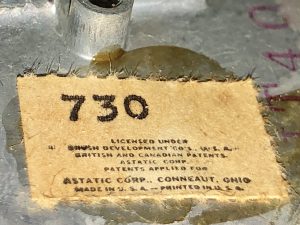 730
LICENSED UNDER
BRUSH DEVELOPMENT CO'S., U.S.A.-
BRITISH AND CANADIAN PATENTS.
ASTATIC CORP.
PATENTS APPLIED FOR
ASTATIC CORP., CONNEAUT, OHIO
MADE IN U.S.A. - PRINTED IN U.S.A.